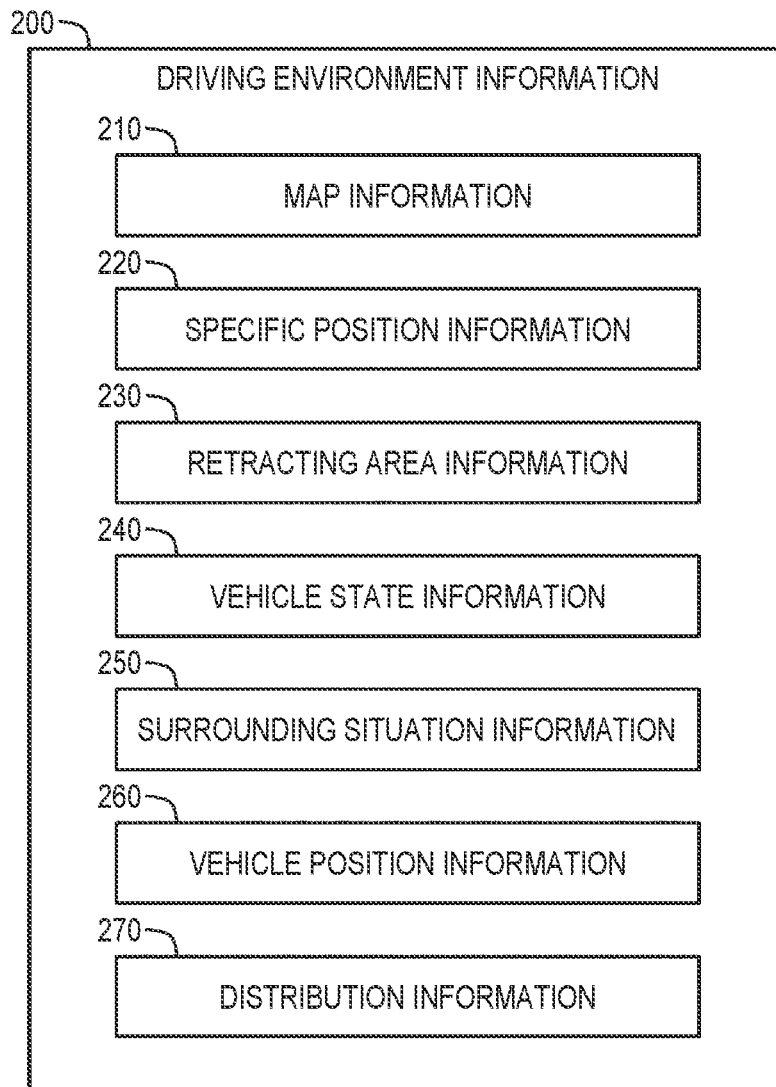 200
DRIVING ENVIRONMENT INFORMATION
210
MAP INFORMATION
220
SPECIFIC POSITION INFORMATION
230
RETRACTING AREA INFORMATION
240
VEHICLE STATE INFORMATION
250
SURROUNDING SITUATION INFORMATION
260
VEHICLE POSITION INFORMATION
270
DISTRIBUTION INFORMATION